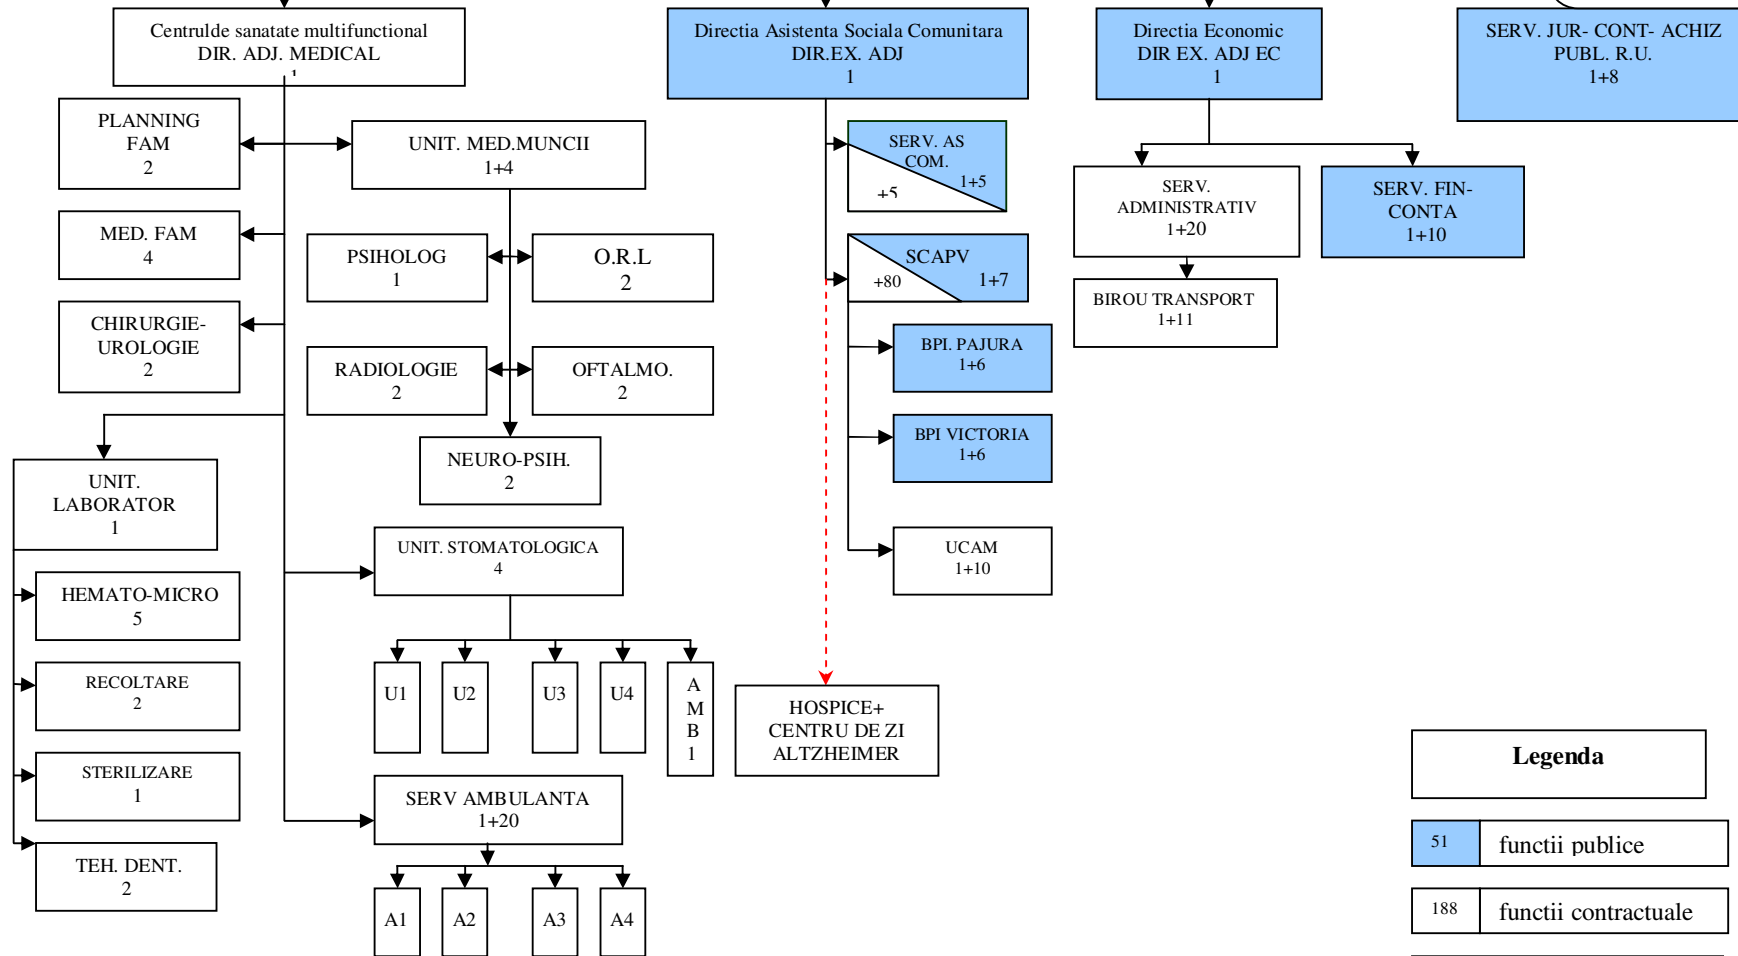 Centrulde sanatate multifunctional
DIR. ADJ. MEDICAL
1
Directia Asistenta Sociala Comunitara
DIR.EX. ADJ
1
Directia Economic
DIR EX. ADJ EC
1
SERV. JUR- CONT- ACHIZ
PUBL. R.U.
1+8
PLANNING
FAM
2
UNIT. MED.MUNCII
1+4
MED. FAM
4
PSIHOLOG
1
O.R.L
2
CHIRURGIE-
UROLOGIE
2
RADIOLOGIE
2
OFTALMO.
2
NEURO-PSIH.
2
UNIT.
LABORATOR
1
HEMATO-MICRO
5
RECOLTARE
2
STERILIZARE
1
TEH. DENT.
2
UNIT. STOMATOLOGICA
4
U1
U2
U3
U4
A
M
B
1
SERV AMBULANTA
1+20
A1
A2
A3
A4
SERV. AS
COM.
1+5
+5
SCAPV
+80
1+7
BPI. PAJURA
1+6
BPI VICTORIA
1+6
UCAM
1+10
HOSPICE+
CENTRU DE ZI
ALTZHEIMER
SERV.
ADMINISTRATIV
1+20
SERV. FIN-
CONTA
1+10
BIROU TRANSPORT
1+11
Legenda
51 functii publice
188 functii contractuale